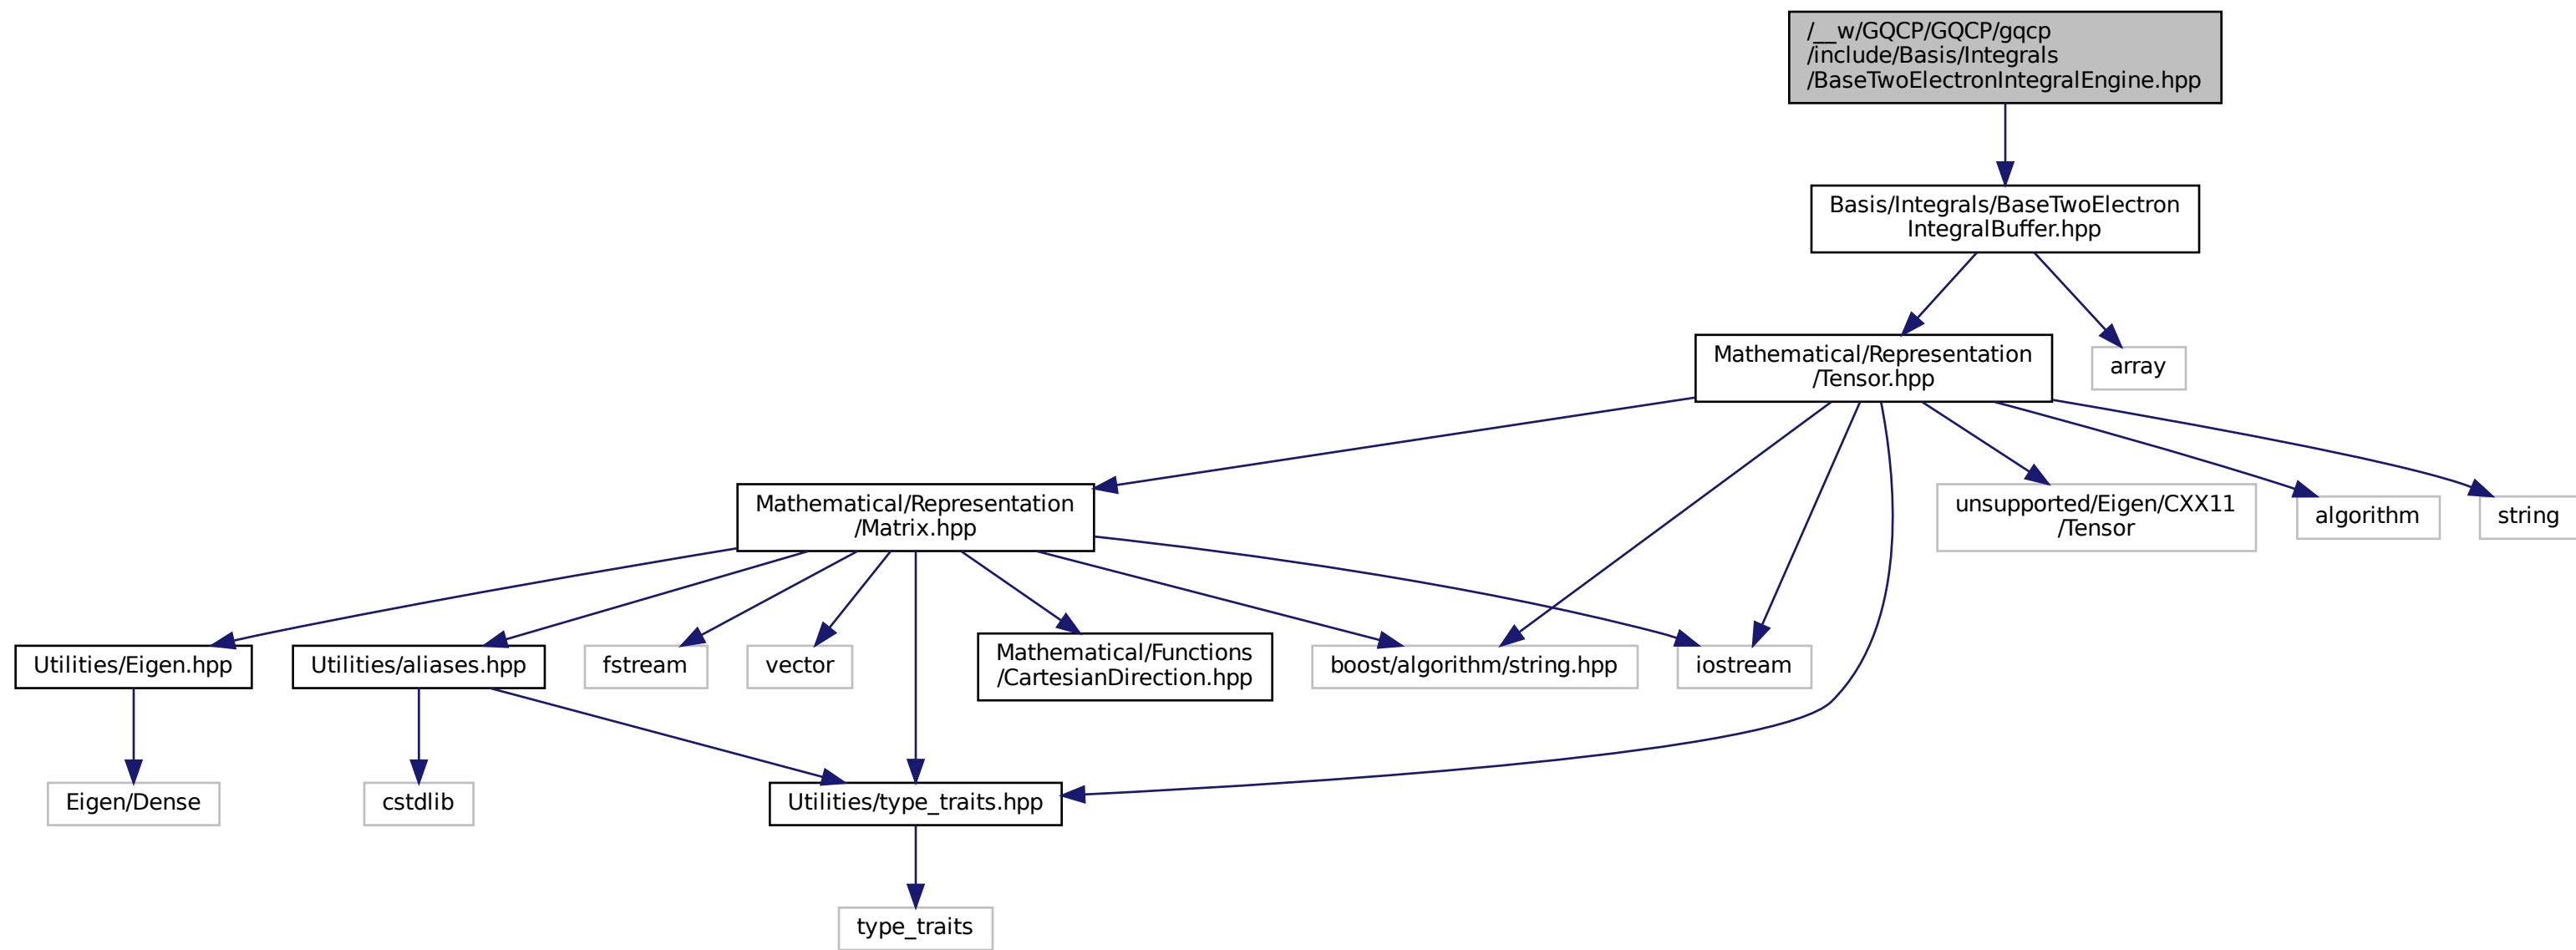 /__w/GQCP/GQCP/gqcp
/include/Basis/Integrals
/BaseTwoElectronIntegralEngine.hpp
Basis/Integrals/BaseTwoElectron
IntegralBuffer.hpp
Mathematical/Representation
/Tensor.hpp
array
Mathematical/Representation
/Matrix.hpp
unsupported/Eigen/CXX11
/Tensor
algorithm
string
Utilities/Eigen.hpp
Utilities/aliases.hpp
fstream
vector
Mathematical/Functions
/CartesianDirection.hpp
boost/algorithm/string.hpp
iostream
Eigen/Dense
cstdlib
Utilities/type_traits.hpp
type_traits